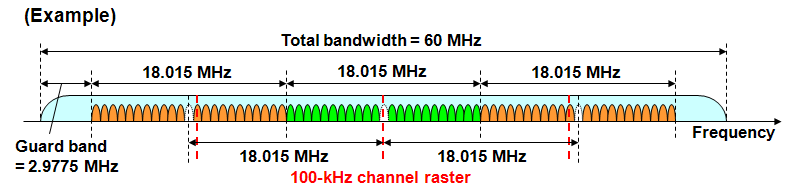 (Example)
Total bandwidth = 60 MHz
18.015 MHz 18.015 MHz 18.015 MHz
Frequency
Guard band
= 2.9775 MHz
18.015 MHz 18.015 MHz
100-kHz channel raster